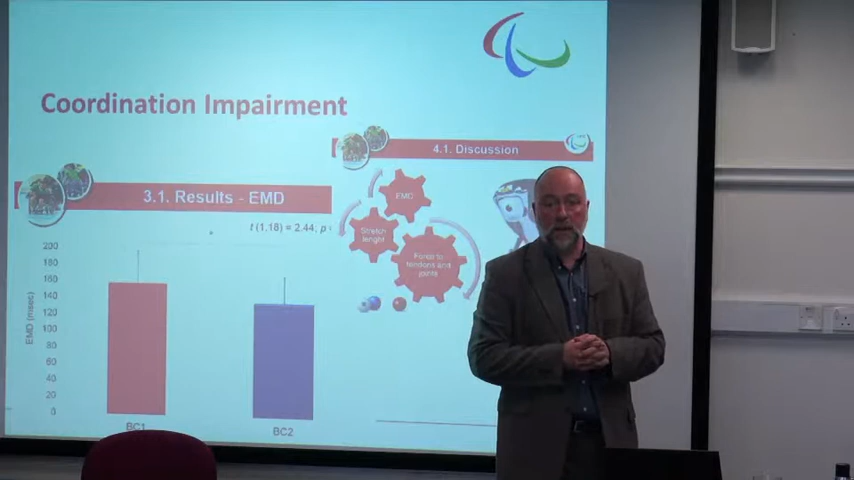 Coordination Impairment
4.1. Discussion
3.1. Results - EMD
t(1,18) = 2.44; p
EMD
Stretch
lenght
Force to
tendons and
joints
EMD (msec)
200
180
160
140
120
100
80
60
40
20
0
BC1
BC2